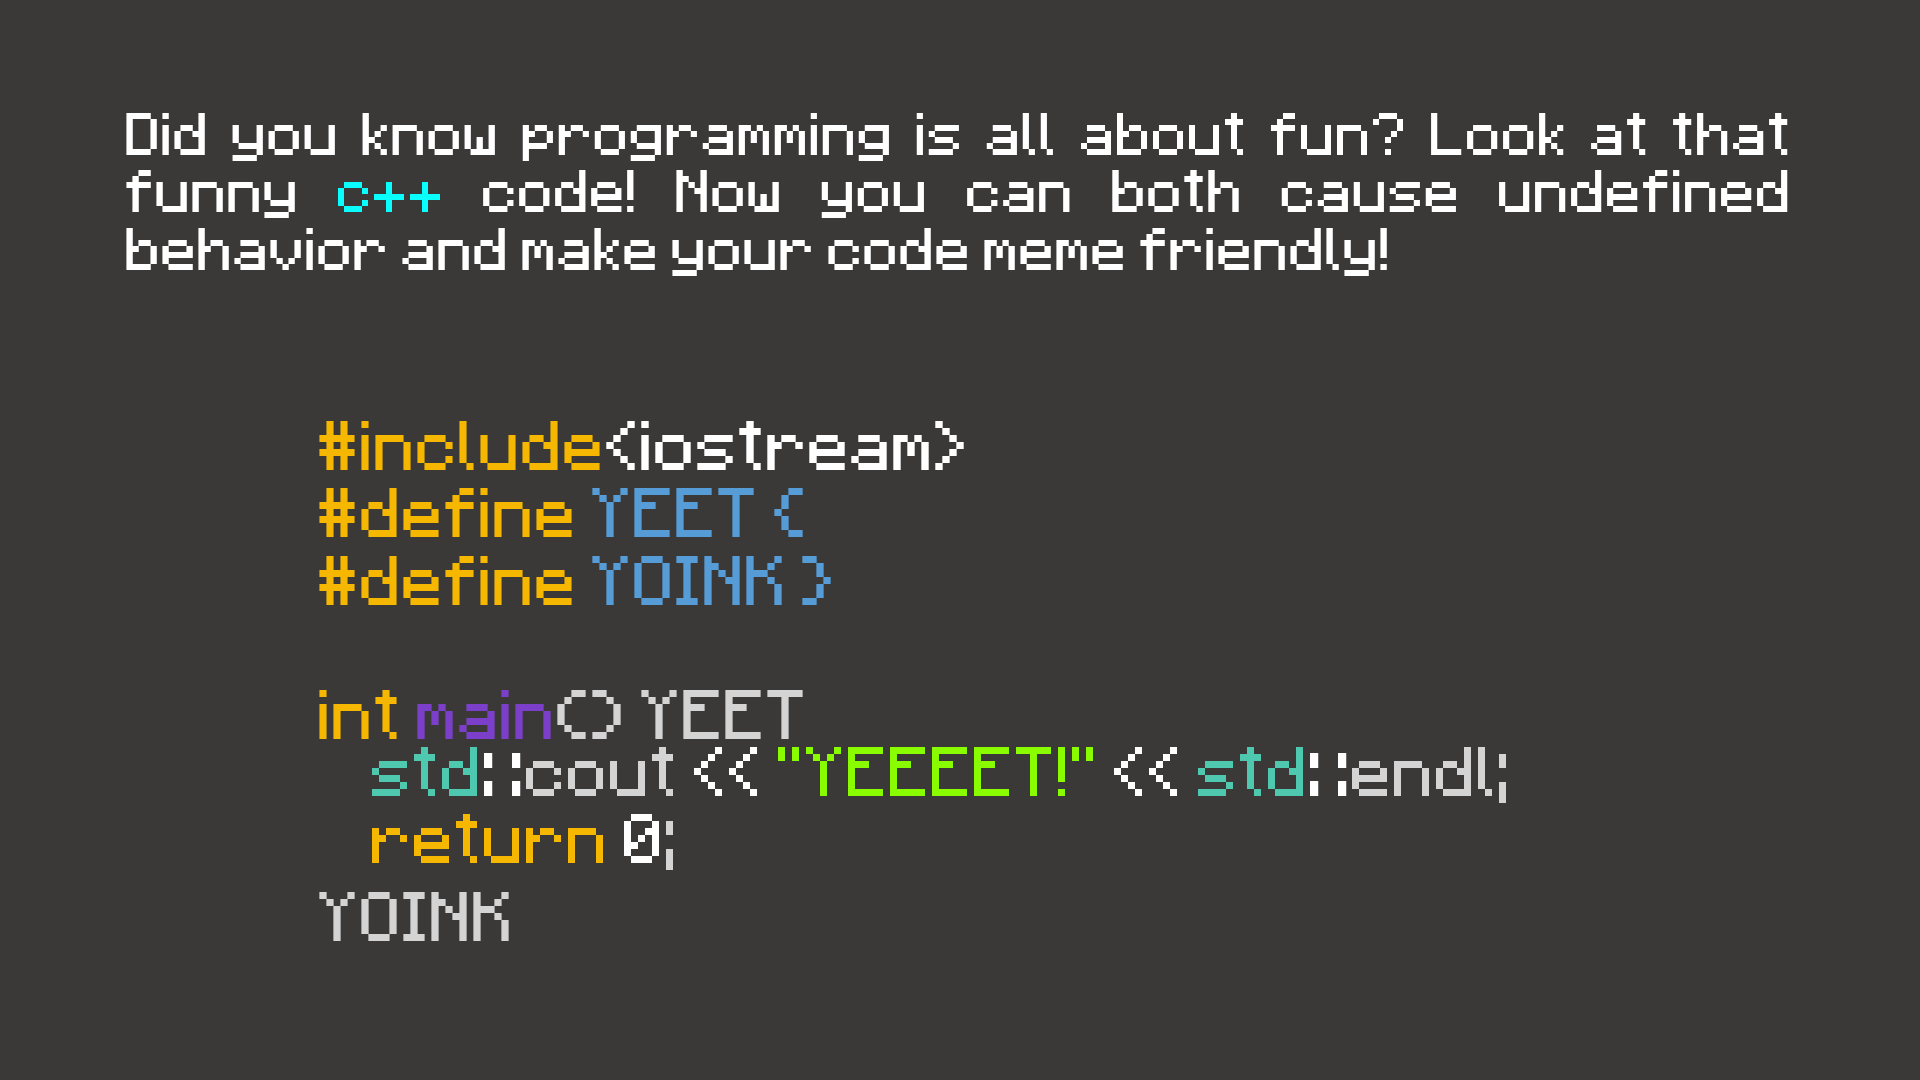 Did you know programming is all about fun? Look at that
funny c++ code! Now you can both cause undefined
behavior and make your code meme friendly!
#include<iostream>
#define YEET {
#define YOINK }
int main() YEET
std::cout << "YEEEET!" << std::endl;
return 0;
YOINK